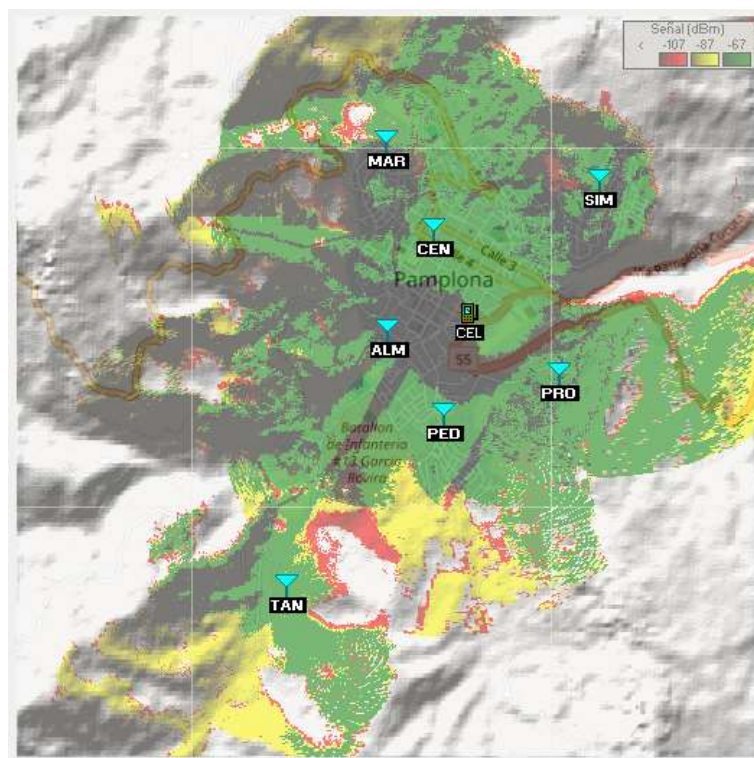 Señal (dBm)
< -107 -87 -67
MAR
SIM
CEN
Calle 3
Pamplona
CEL
ALM
55
PRO
PED
Batallon
de Infanteria
#13 Garcia
Rovira
TAN